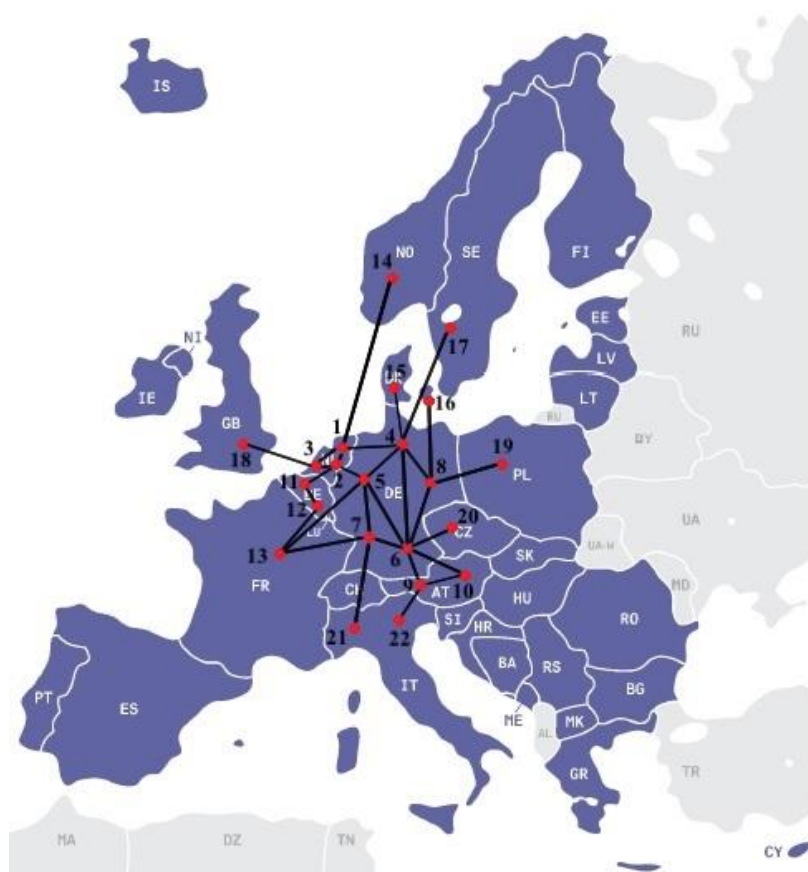 IS
NO
SE
FI
14
EE
RU
17
LV
NI
15
LT
IE
16
RU
BY
GB
1
4
19
18
3
PL
11
2
8
5
DE
BE
12
20
UA
LU
CZ
7
UA-W
13
6
SK
FR
9
MD
CH
AT
10
HU
SI
RO
21
22
HR
BA
RS
IT
PT
ES
BG
ME
MK
AL
TR
GR
MA
DZ
TN
CY